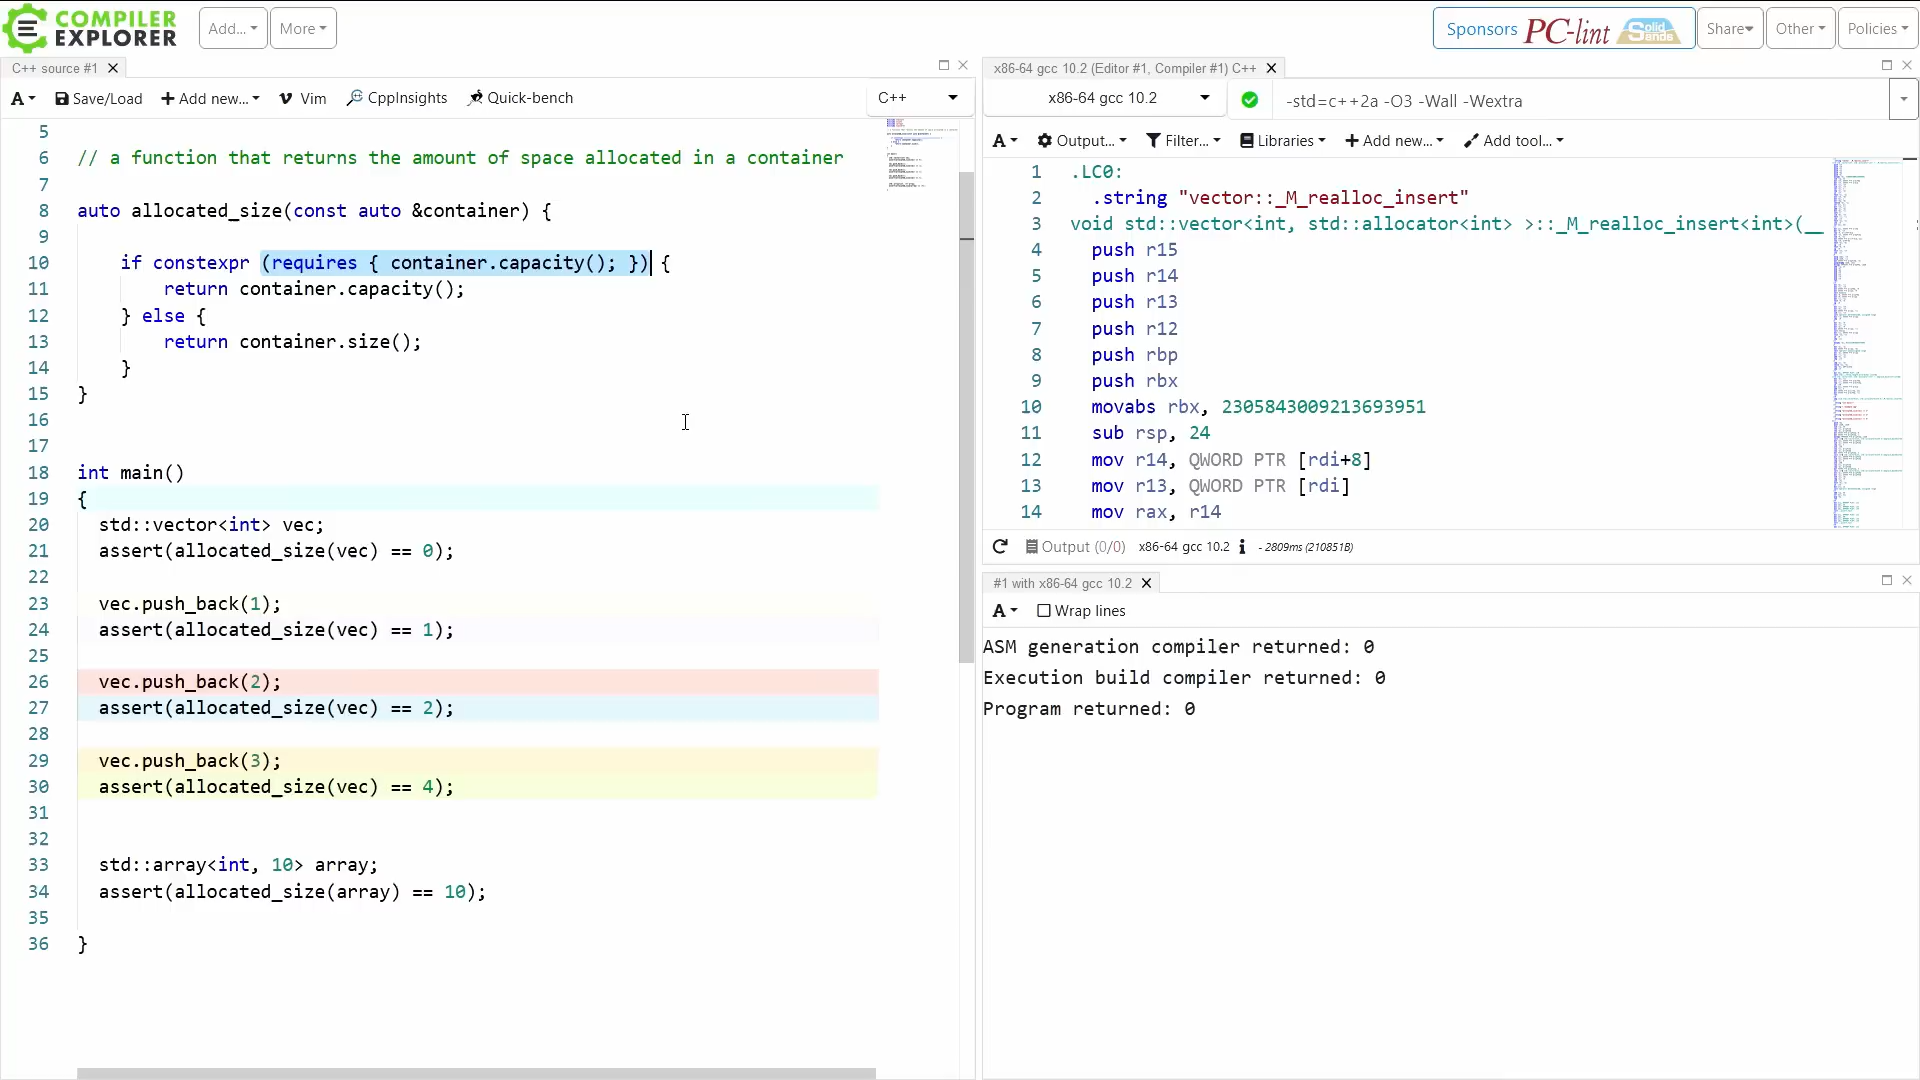 COMPILER
EXPLORER
Add...
More
Sponsors PC-lint Solid Sands
Share
Other
Policies
C++ source #1
A
Save/Load
Add new...
Vim
CppInsights
Quick-bench
C++
5
6 // a function that returns the amount of space allocated in a container
7
8 auto allocated_size(const auto &container) {
9
10 if constexpr (requires { container.capacity(); }) {
11 return container.capacity();
12 } else {
13 return container.size();
14 }
15 }
16
17
18 int main()
19 {
20 std::vector<int> vec;
21 assert(allocated_size(vec) == 0);
22
23 vec.push_back(1);
24 assert(allocated_size(vec) == 1);
25
26 vec.push_back(2);
27 assert(allocated_size(vec) == 2);
28
29 vec.push_back(3);
30 assert(allocated_size(vec) == 4);
31
32
33 std::array<int, 10> array;
34 assert(allocated_size(array) == 10);
35
36 }
x86-64 gcc 10.2 (Editor #1, Compiler #1) C++
x86-64 gcc 10.2
-std=c++2a -O3 -Wall -Wextra
A
Output...
Filter...
Libraries
Add new...
Add tool...
1 .LC0:
2 .string "vector::_M_realloc_insert"
3 void std::vector<int, std::allocator<int> >::_M_realloc_insert<int>(__
4 push r15
5 push r14
6 push r13
7 push r12
8 push rbp
9 push rbx
10 movabs rbx, 2305843009213693951
11 sub rsp, 24
12 mov r14, QWORD PTR [rdi+8]
13 mov r13, QWORD PTR [rdi]
14 mov rax, r14
Output (0/0) x86-64 gcc 10.2 i - 2809ms (210851B)
#1 with x86-64 gcc 10.2
A
Wrap lines
ASM generation compiler returned: 0
Execution build compiler returned: 0
Program returned: 0